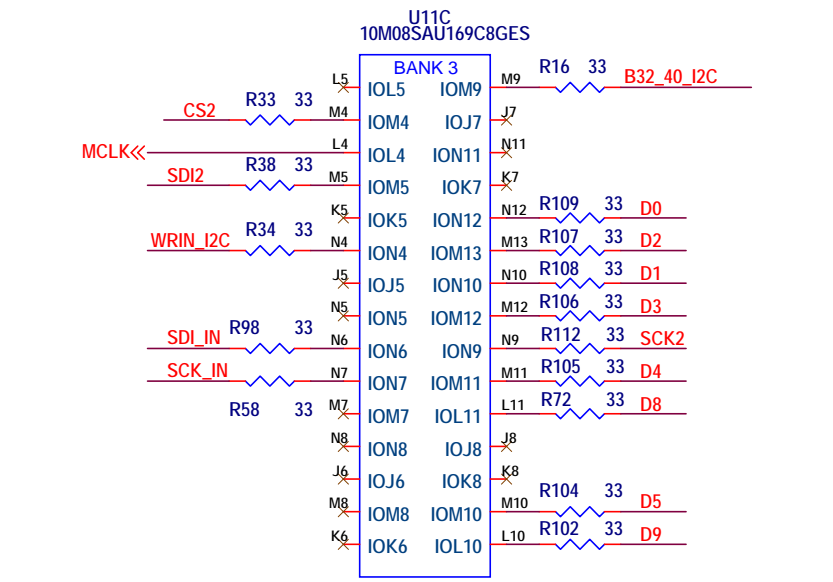 U11C
10M08SAU169C8GES
BANK 3
L5 IOL5 IOM9 M9 R16 33 B32_40_I2C
CS2 R33 33 M4 IOM4 IOJ7 J7
MCLK L4 IOL4 ION11 N11
SDI2 R38 33 M5 IOM5 IOK7 K7
K5 IOK5 ION12 N12 R109 33 D0
WRIN_I2C R34 33 N4 ION4 IOM13 M13 R107 33 D2
J5 IOJ5 ION10 N10 R108 33 D1
N5 ION5 IOM12 M12 R106 33 D3
SDI_IN R98 33 N6 ION6 ION9 N9 R112 33 SCK2
SCK_IN N7 ION7 IOM11 M11 R105 33 D4
R58 33 M7 IOM7 IOL11 L11 R72 33 D8
N8 ION8 IOJ8 J8
J6 IOJ6 IOK8 K8
M8 IOM8 IOM10 M10 R104 33 D5
K6 IOK6 IOL10 L10 R102 33 D9